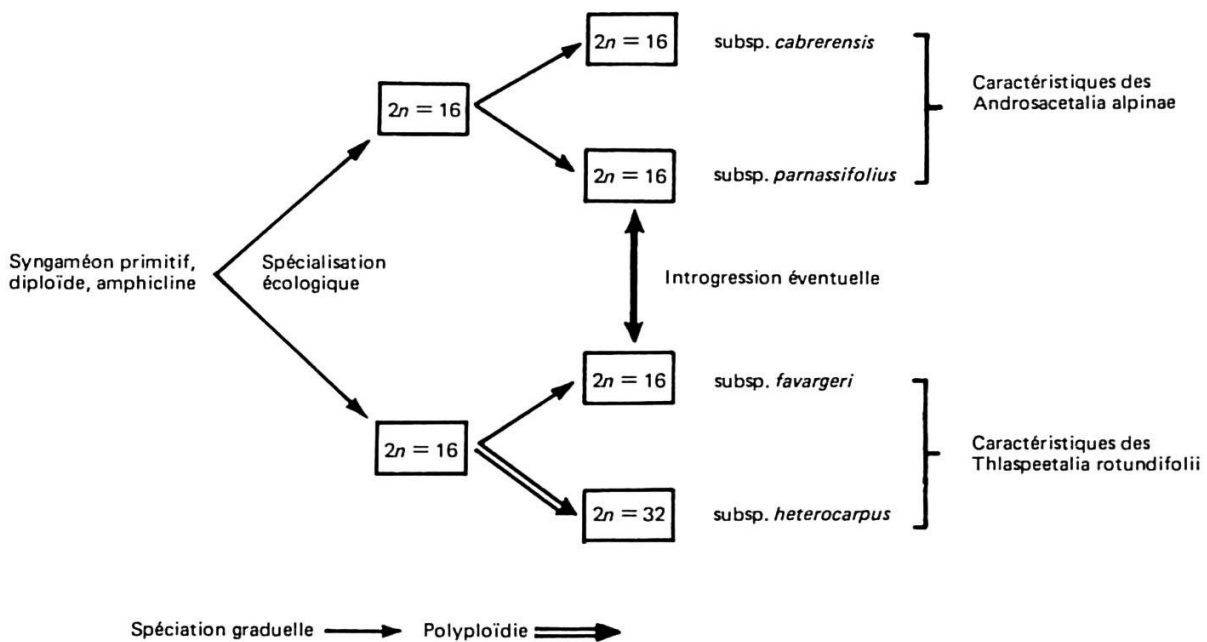 2n = 16 subsp. cabrerensis
2n = 16
Caractéristiques des
Androsacetalia alpinae
2n = 16 subsp. parnassifolius
Syngaméon primitif,
diploïde, amphicline
Spécialisation
écologique
Introgression éventuelle
2n = 16 subsp. favargeri
2n = 16
Caractéristiques des
Thlaspeetalia rotundifolii
2n = 32 subsp. heterocarpus
Spéciation graduelle
Polyploïdie